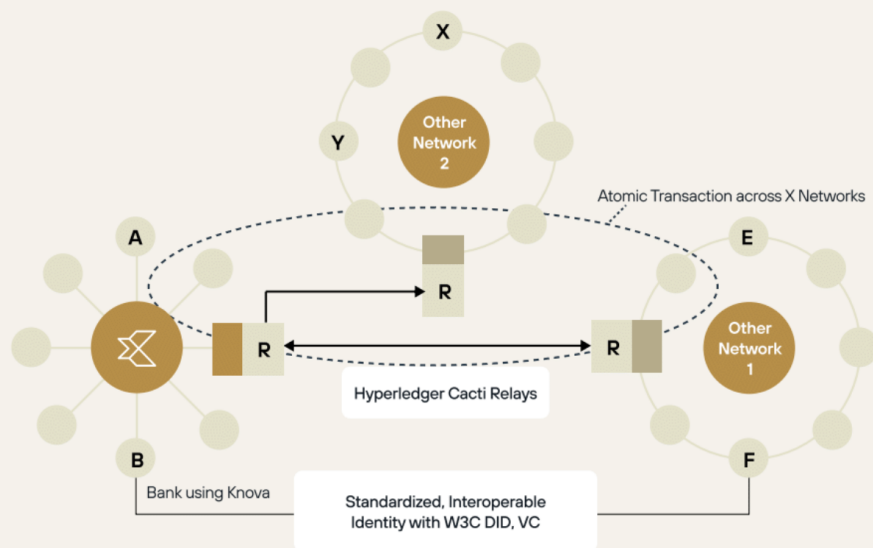 X
Other
Network
2
Y
Atomic Transaction across X Networks
A
E
R
R
R
Other
Network
1
Hyperledger Cacti Relays
B
F
Bank using Knova
Standardized, Interoperable
Identity with W3C DID, VC